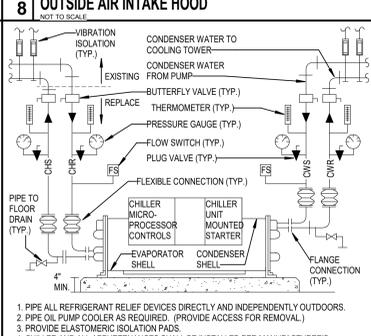 8 OUTSIDE AIR INTAKE HOOD
NOT TO SCALE
VIBRATION
ISOLATION
(TYP.)
CONDENSER WATER TO
COOLING TOWER
CONDENSER WATER
FROM PUMP
EXISTING
REPLACE
BUTTERFLY VALVE (TYP.)
THERMOMETER (TYP.)
PRESSURE GAUGE (TYP.)
FLOW SWITCH (TYP.)
PLUG VALVE (TYP.)
CHS
CHR
FS
FS
CWS
CWR
FLEXIBLE CONNECTION (TYP.)
PIPE TO
FLOOR
DRAIN
(TYP.)
CHILLER
MICRO-
PROCESSOR
CONTROLS
CHILLER
UNIT
MOUNTED
STARTER
EVAPORATOR
SHELL
CONDENSER
SHELL
FLANGE
CONNECTION
(TYP.)
4"
MIN.
1. PIPE ALL REFRIGERANT RELIEF DEVICES DIRECTLY AND INDEPENDENTLY OUTDOORS.
2. PIPE OIL PUMP COOLER AS REQUIRED. (PROVIDE ACCESS FOR REMOVAL.)
3. PROVIDE ELASTOMERIC ISOLATION PADS.